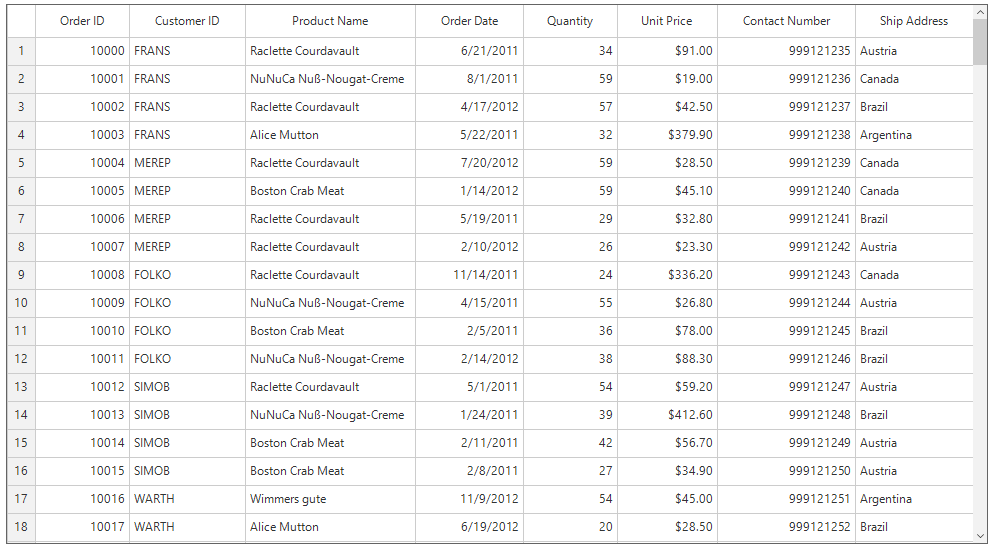 Order ID Customer ID Product Name Order Date Quantity Unit Price Contact Number Ship Address
1 10000 FRANS Raclette Courdavault 6/21/2011 34 $91.00 999121235 Austria
2 10001 FRANS NuNuCa Nuß-Nougat-Creme 8/1/2011 59 $19.00 999121236 Canada
3 10002 FRANS Raclette Courdavault 4/17/2012 57 $42.50 999121237 Brazil
4 10003 FRANS Alice Mutton 5/22/2011 32 $379.90 999121238 Argentina
5 10004 MEREP Raclette Courdavault 7/20/2012 59 $28.50 999121239 Canada
6 10005 MEREP Boston Crab Meat 1/14/2012 59 $45.10 999121240 Canada
7 10006 MEREP Raclette Courdavault 5/19/2011 29 $32.80 999121241 Brazil
8 10007 MEREP Raclette Courdavault 2/10/2012 26 $23.30 999121242 Austria
9 10008 FOLKO Raclette Courdavault 11/14/2011 24 $336.20 999121243 Canada
10 10009 FOLKO NuNuCa Nuß-Nougat-Creme 4/15/2011 55 $26.80 999121244 Austria
11 10010 FOLKO Boston Crab Meat 2/5/2011 36 $78.00 999121245 Brazil
12 10011 FOLKO NuNuCa Nuß-Nougat-Creme 2/14/2012 38 $88.30 999121246 Brazil
13 10012 SIMOB Raclette Courdavault 5/1/2011 54 $59.20 999121247 Austria
14 10013 SIMOB NuNuCa Nuß-Nougat-Creme 1/24/2011 39 $412.60 999121248 Brazil
15 10014 SIMOB Boston Crab Meat 2/11/2011 42 $56.70 999121249 Austria
16 10015 SIMOB Boston Crab Meat 2/8/2011 27 $34.90 999121250 Austria
17 10016 WARTH Wimmers gute 11/9/2012 54 $45.00 999121251 Argentina
18 10017 WARTH Alice Mutton 6/19/2012 20 $28.50 999121252 Brazil